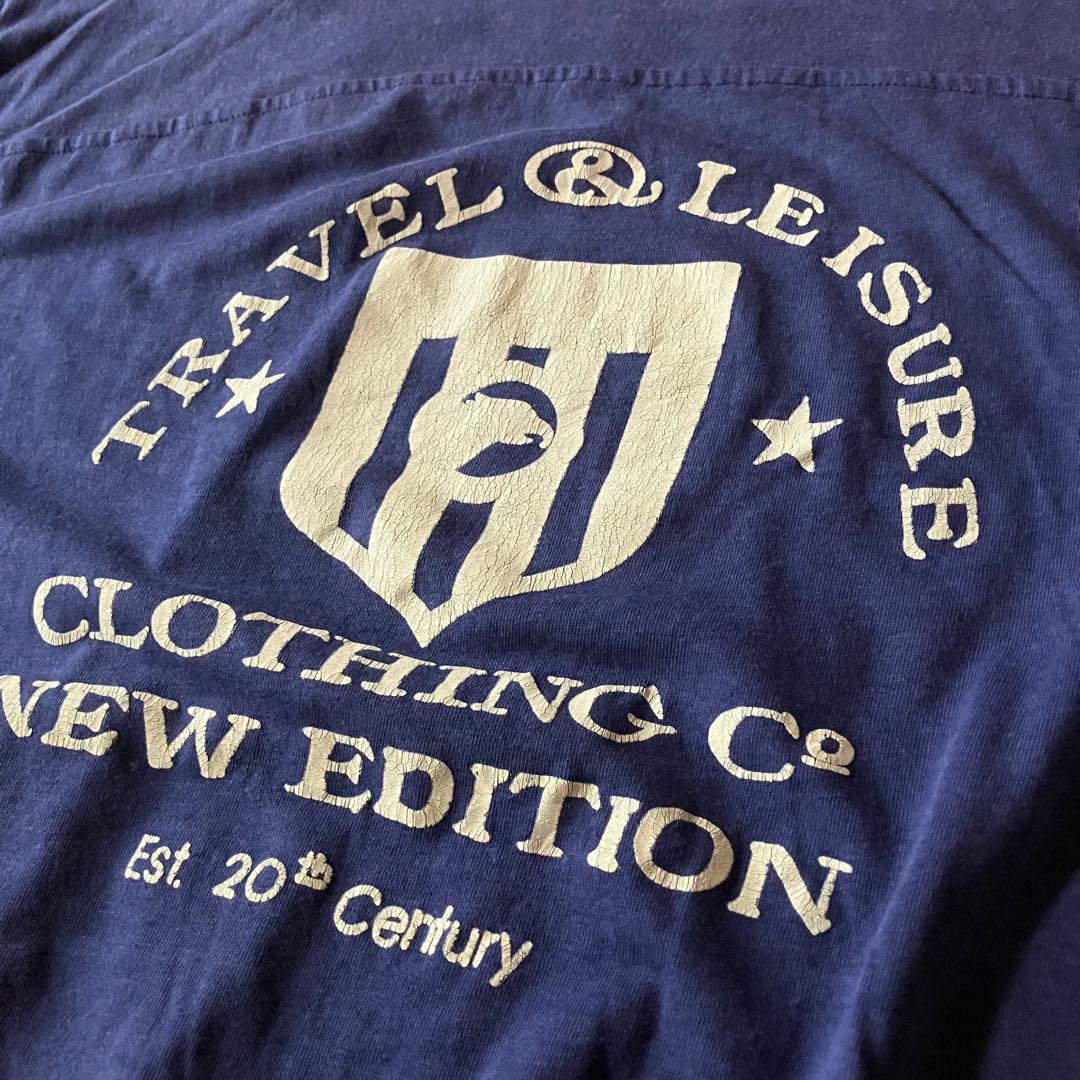 TRAVEL & LEISURE
CLOTHING Co
NEW EDITION
Est. 20th Century